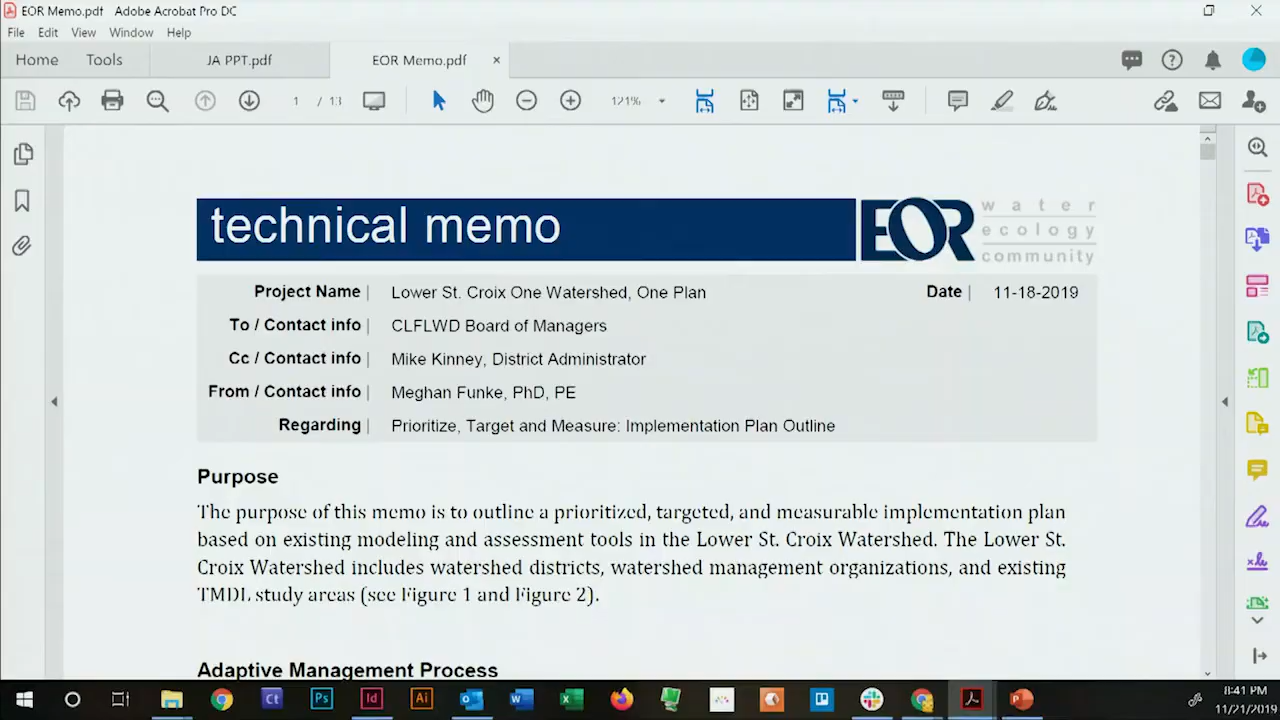 EOR Memo.pdf - Adobe Acrobat Pro DC
File Edit View Window Help
Home Tools JA PPT.pdf EOR Memo.pdf ×
1 / 13 121%
technical memo
EOR
water
ecology
community
Project Name | Lower St. Croix One Watershed, One Plan Date | 11-18-2019
To / Contact info | CLFLWD Board of Managers
Cc / Contact info | Mike Kinney, District Administrator
From / Contact info | Meghan Funke, PhD, PE
Regarding | Prioritize, Target and Measure: Implementation Plan Outline
Purpose
The purpose of this memo is to outline a prioritized, targeted, and measurable implementation plan
based on existing modeling and assessment tools in the Lower St. Croix Watershed. The Lower St.
Croix Watershed includes watershed districts, watershed management organizations, and existing
TMDL study areas (see Figure 1 and Figure 2).
Adaptive Management Process
Ct Ps Id Ai
8:41 PM
11/21/2019